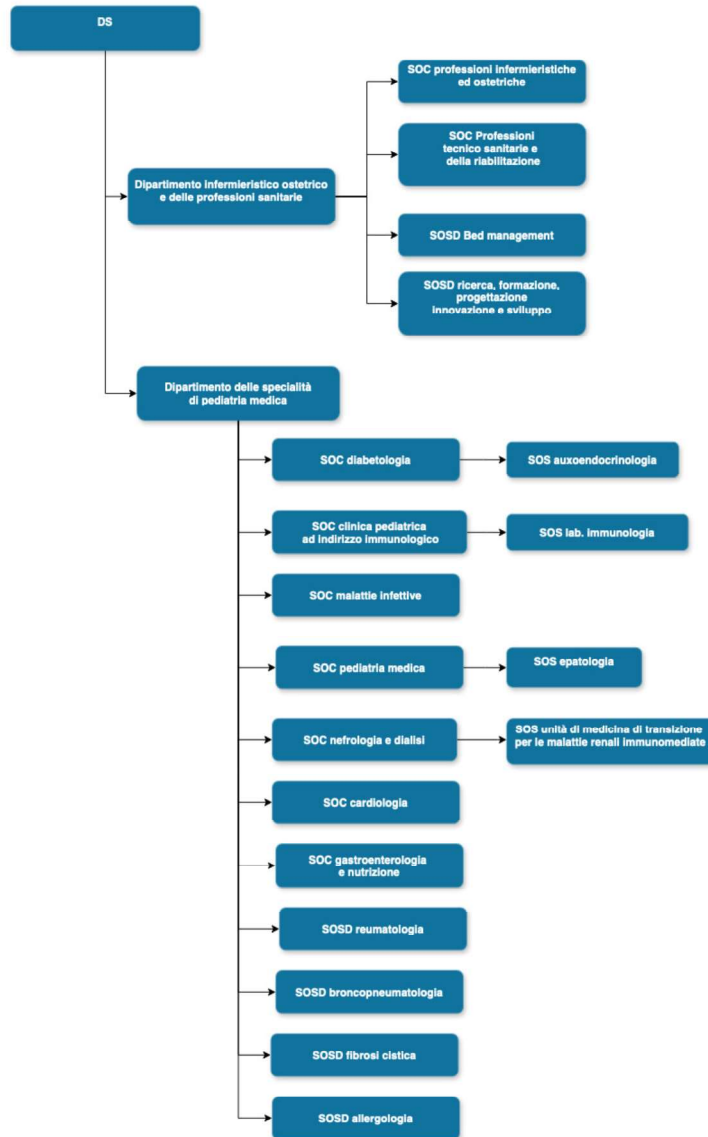 DS
SOC professioni infermieristiche
ed ostetriche
SOC Professioni
tecnico sanitarie e
della riabilitazione
Dipartimento infermieristico ostetrico
e delle professioni sanitarie
SOSD Bed management
SOSD ricerca, formazione,
progettazione
innovazione e sviluppo
Dipartimento delle specialità
di pediatria medica
SOC diabetologia
SOS auxoendocrinologia
SOC clinica pediatrica
ad indirizzo immunologico
SOS lab. immunologia
SOC malattie infettive
SOC pediatria medica
SOS epatologia
SOC nefrologia e dialisi
SOS unità di medicina di transizione
per le malattie renali immunomediate
SOC cardiologia
SOC gastroenterologia
e nutrizione
SOSD reumatologia
SOSD broncopneumatologia
SOSD fibrosi cistica
SOSD allergologia